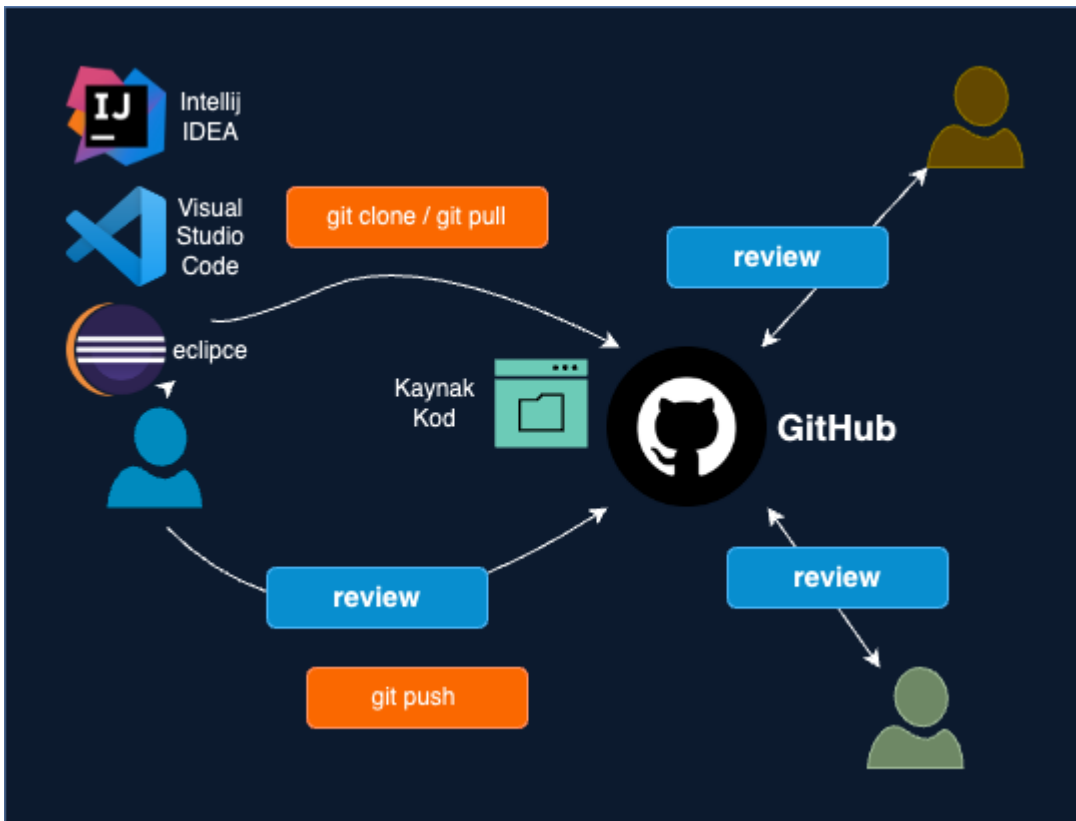 IJ
Intellij
IDEA
Visual
Studio
Code
git clone / git pull
review
eclipce
Kaynak
Kod
GitHub
review
review
git push